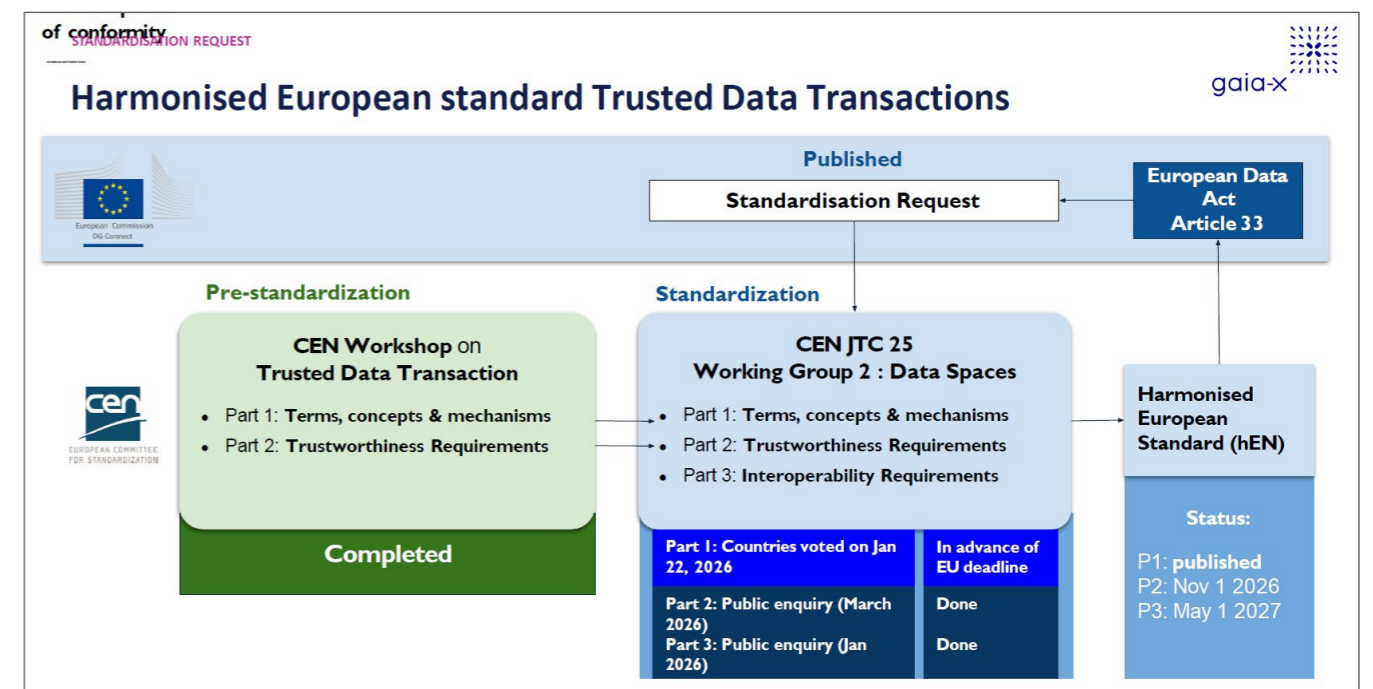 of conformity
STANDARDISATION REQUEST
gaia-x
Harmonised European standard Trusted Data Transactions
European Commission
DG Connect
Published
Standardisation Request
European Data
Act
Article 33
Pre-standardization
Standardization
CEN Workshop on
Trusted Data Transaction
• Part 1: Terms, concepts & mechanisms
• Part 2: Trustworthiness Requirements
CEN JTC 25
Working Group 2 : Data Spaces
• Part 1: Terms, concepts & mechanisms
• Part 2: Trustworthiness Requirements
• Part 3: Interoperability Requirements
cen
EUROPEAN COMMITTEE
FOR STANDARDIZATION
Harmonised
European
Standard (hEN)
Completed
Part 1: Countries voted on Jan
22, 2026
In advance of
EU deadline
Part 2: Public enquiry (March
2026)
Done
Part 3: Public enquiry (Jan
2026)
Done
Status:
P1: published
P2: Nov 1 2026
P3: May 1 2027